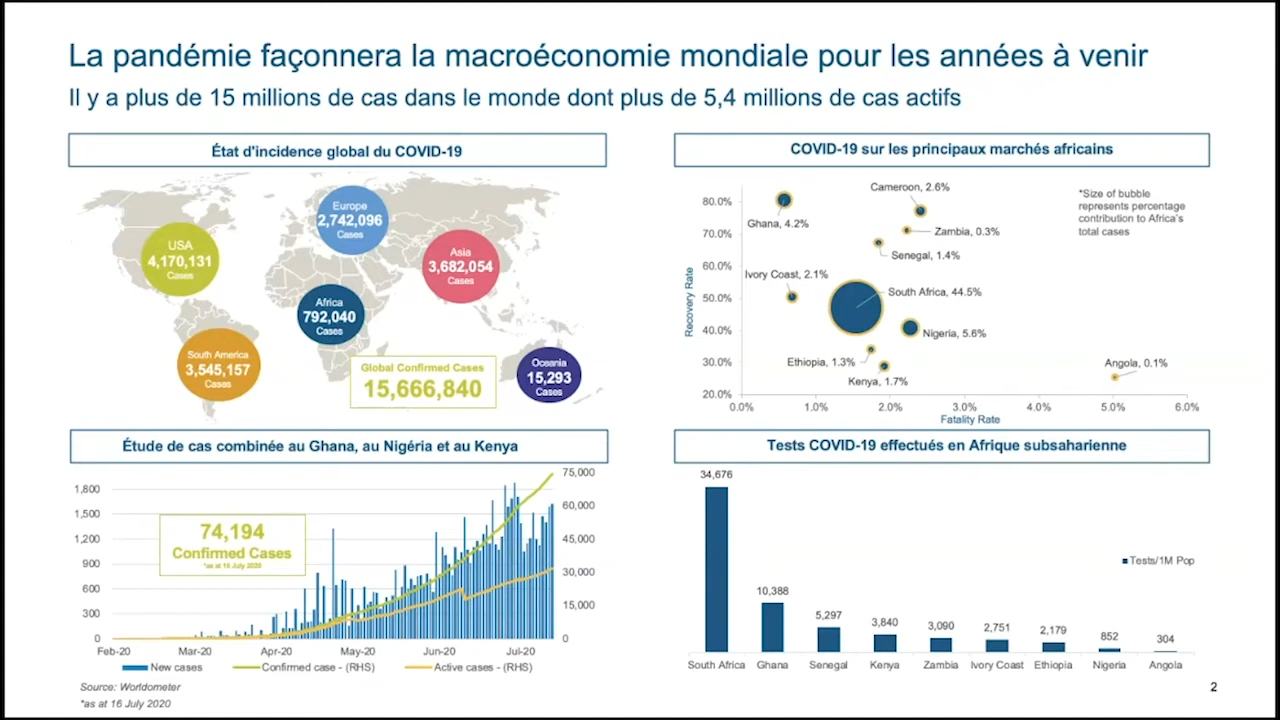 La pandémie façonnera la macroéconomie mondiale pour les années à venir
Il y a plus de 15 millions de cas dans le monde dont plus de 5,4 millions de cas actifs
État d'incidence global du COVID-19
Europe
2,742,096
Cases
USA
4,170,131
Cases
Asia
3,682,054
Cases
Africa
792,040
Cases
South America
3,545,157
Cases
Global Confirmed Cases
15,666,840
Oceania
15,293
Cases
COVID-19 sur les principaux marchés africains
*Size of bubble
represents percentage
contribution to Africa's
total cases
Recovery Rate
80.0%
70.0%
60.0%
50.0%
40.0%
30.0%
20.0%
Cameroon, 2.6%
Ghana, 4.2%
Zambia, 0.3%
Senegal, 1.4%
Ivory Coast, 2.1%
South Africa, 44.5%
Nigeria, 5.6%
Ethiopia, 1.3%
Kenya, 1.7%
Angola, 0.1%
0.0% 1.0% 2.0% 3.0% 4.0% 5.0% 6.0%
Fatality Rate
Étude de cas combinée au Ghana, au Nigéria et au Kenya
1,800
1,500
1,200
900
600
300
0
74,194
Confirmed Cases
*as at 16 July 2020
75,000
60,000
45,000
30,000
15,000
0
Feb-20 Mar-20 Apr-20 May-20 Jun-20 Jul-20
New cases Confirmed case - (RHS) Active cases - (RHS)
Tests COVID-19 effectués en Afrique subsaharienne
34,676
10,388
5,297
3,840
3,090
2,751
2,179
852
304
Tests/1M Pop
South Africa Ghana Senegal Kenya Zambia Ivory Coast Ethiopia Nigeria Angola
Source: Worldometer
*as at 16 July 2020
2